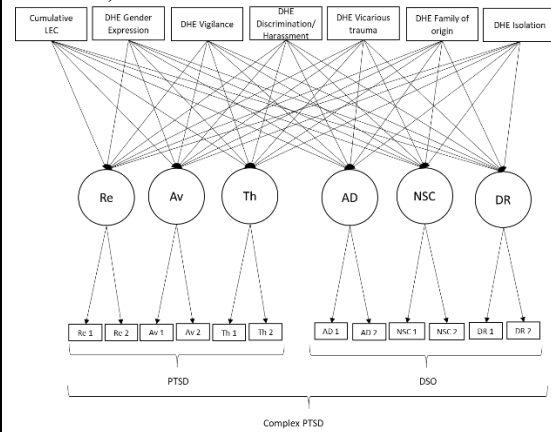 Cumulative
LEC
DHE Gender
Expression
DHE Vigilance
DHE
Discrimination/
Harassment
DHE Vicarious
trauma
DHE Family of
origin
DHE Isolation
Re
Av
Th
AD
NSC
DR
Re 1
Re 2
Av 1
Av 2
Th 1
Th 2
AD 1
AD 2
NSC 1
NSC 2
DR 1
DR 2
PTSD
DSO
Complex PTSD